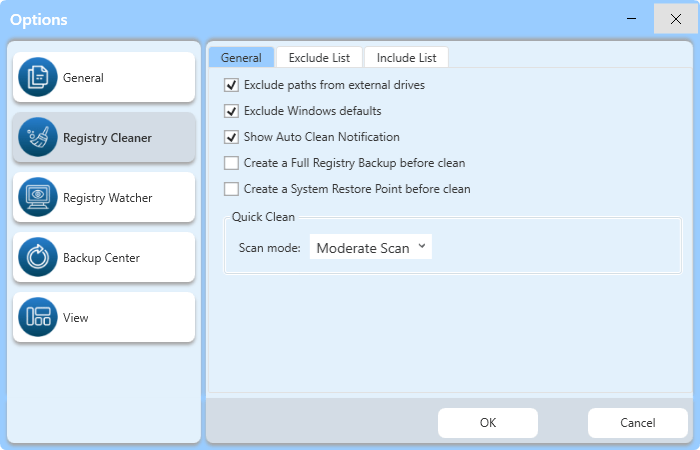 Options
General
Registry Cleaner
Registry Watcher
Backup Center
View
General Exclude List Include List
Exclude paths from external drives
Exclude Windows defaults
Show Auto Clean Notification
Create a Full Registry Backup before clean
Create a System Restore Point before clean
Quick Clean
Scan mode: Moderate Scan
OK Cancel